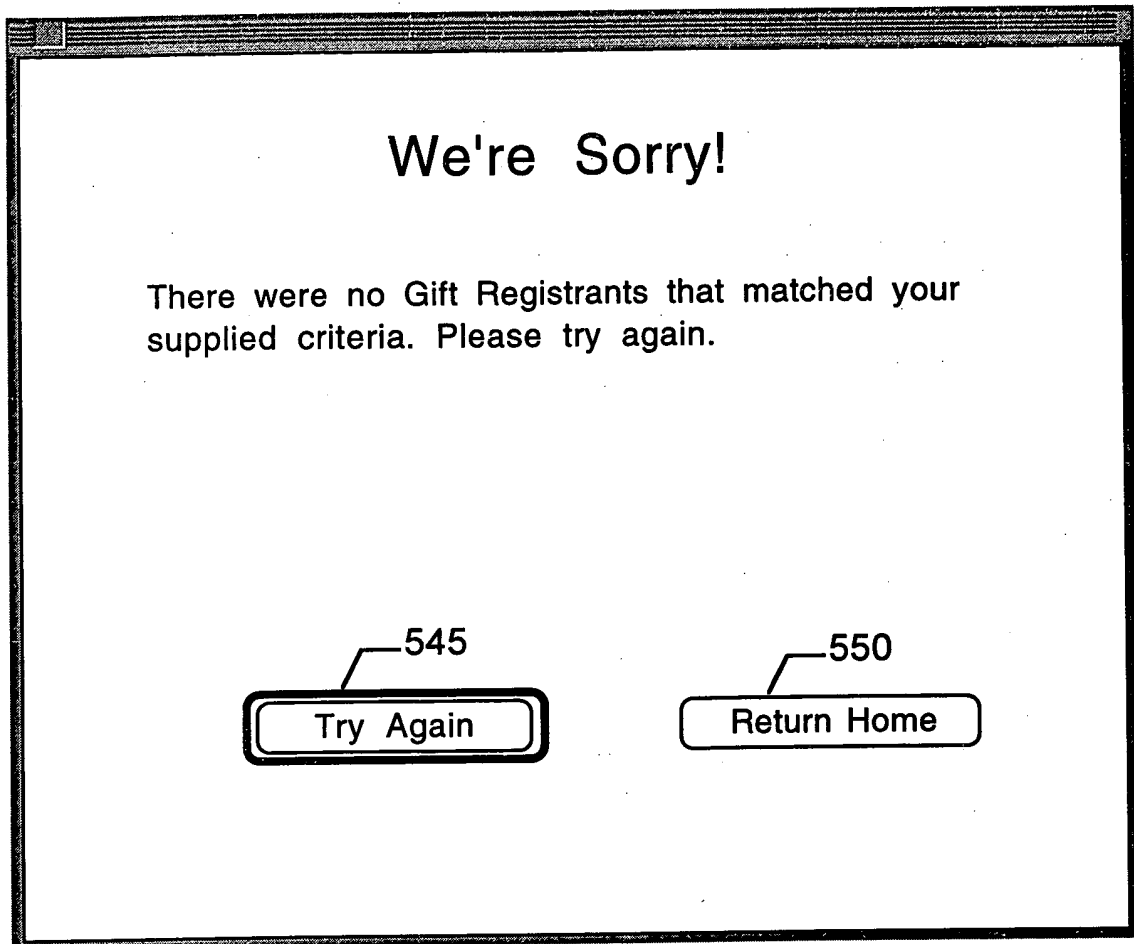 We're Sorry!
There were no Gift Registrants that matched your
supplied criteria. Please try again.
545
550
Try Again
Return Home